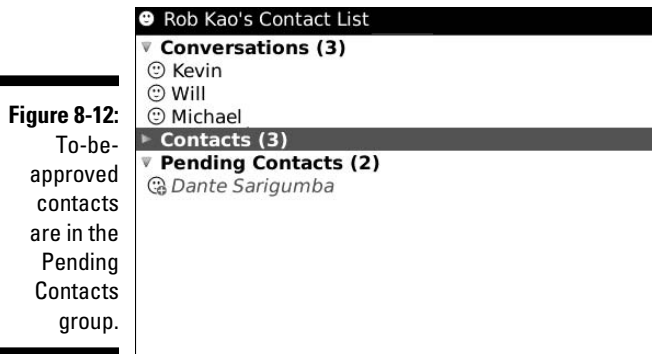 Figure 8-12:
To-be-
approved
contacts
are in the
Pending
Contacts
group.
Rob Kao's Contact List
Conversations (3)
Kevin
Will
Michael
Contacts (3)
Pending Contacts (2)
Dante Sarigumba